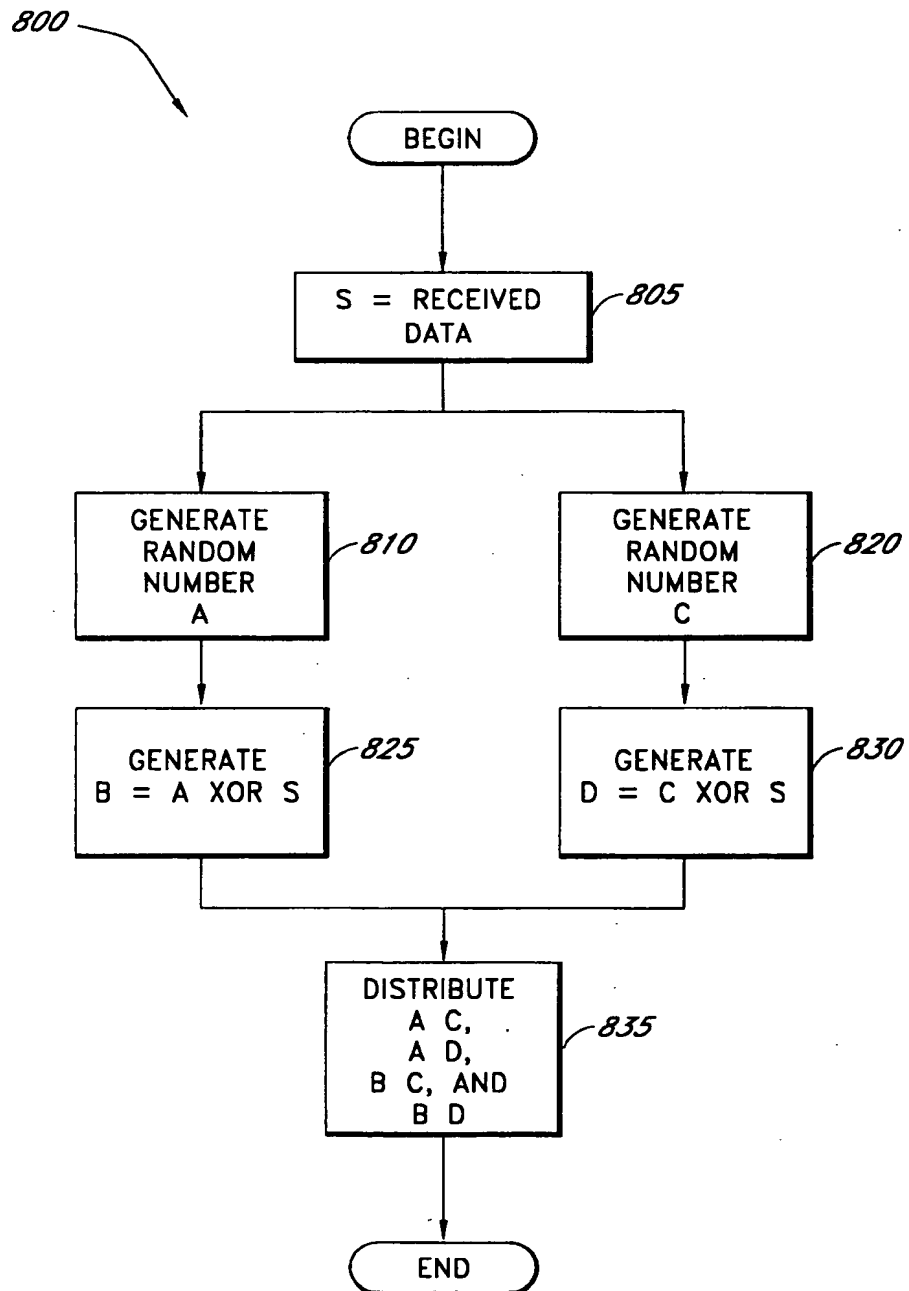 800
BEGIN
S = RECEIVED
DATA
805
GENERATE
RANDOM
NUMBER
A
810
GENERATE
RANDOM
NUMBER
C
820
GENERATE
B = A XOR S
825
GENERATE
D = C XOR S
830
DISTRIBUTE
A C,
A D,
B C, AND
B D
835
END